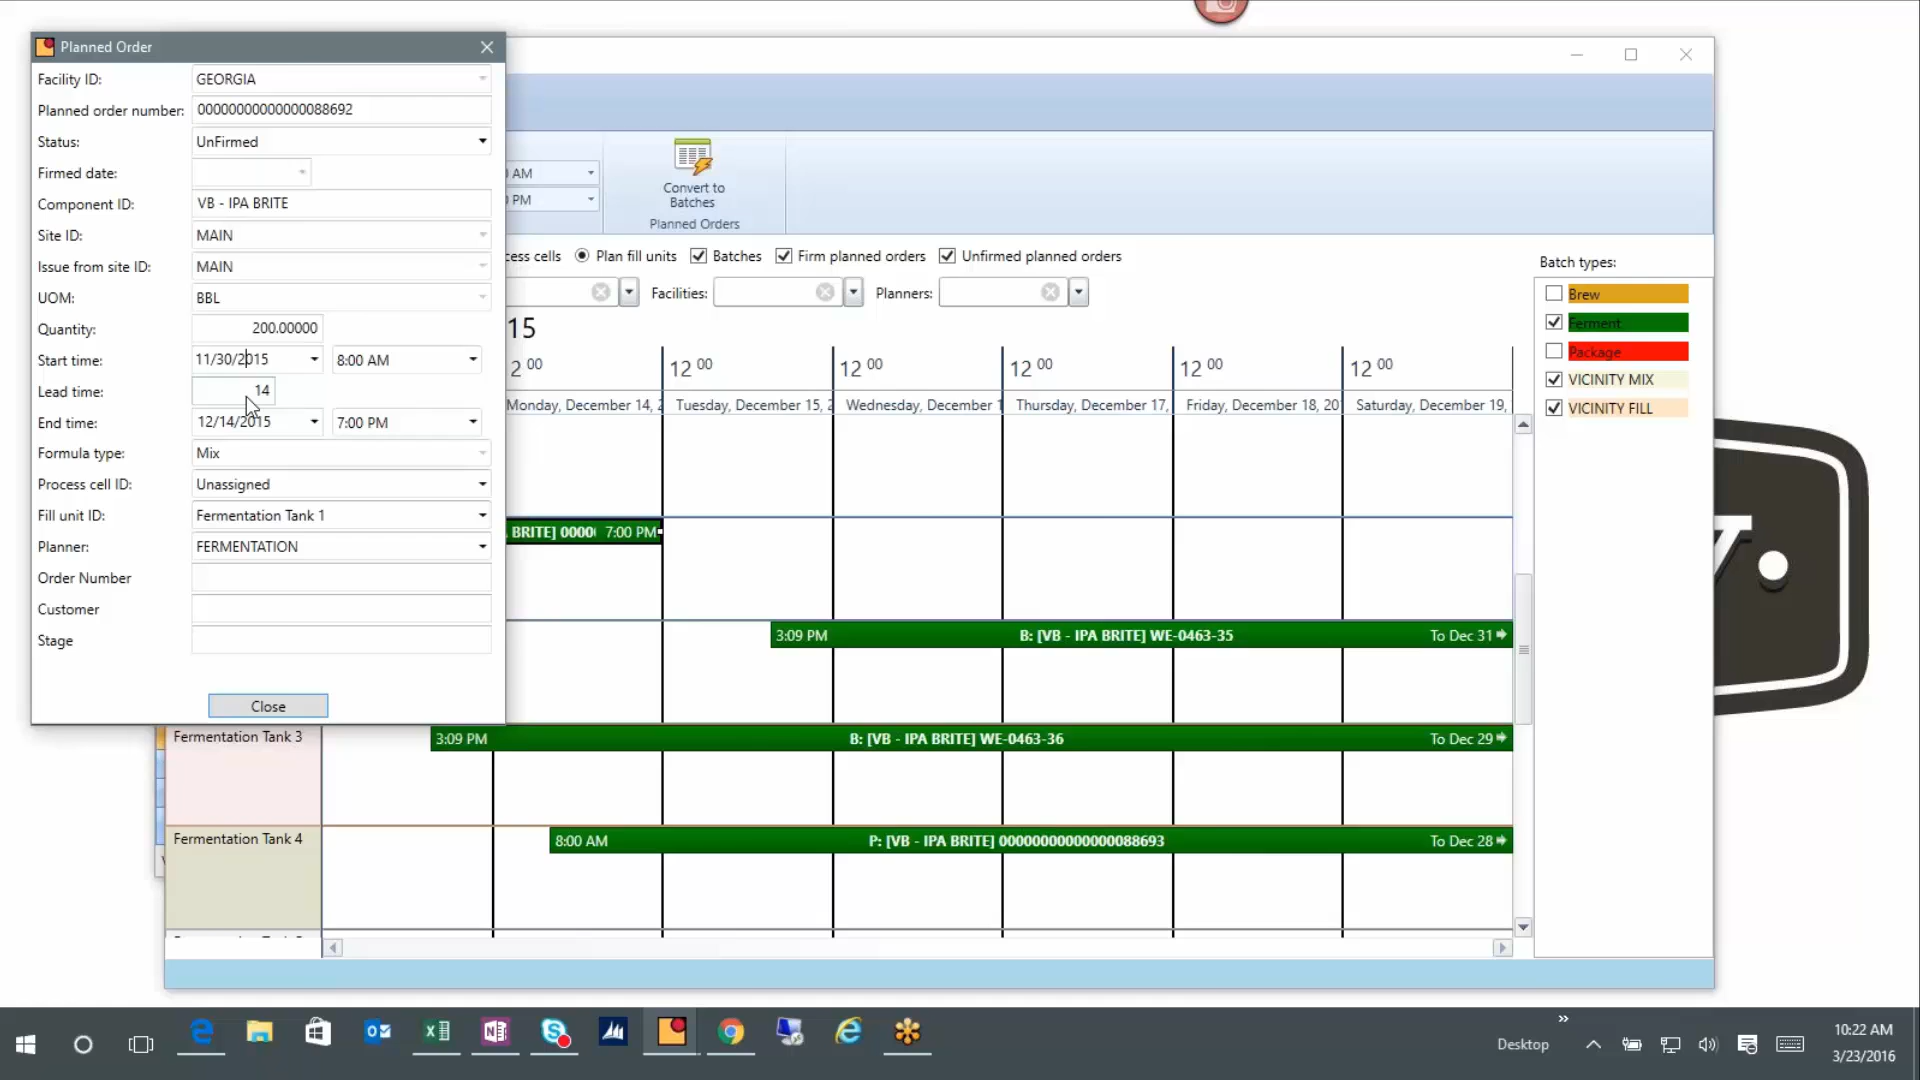 Planned Order
Facility ID: GEORGIA
Planned order number: 00000000000000088692
Status: UnFirmed
Firmed date:
Component ID: VB - IPA BRITE
Site ID: MAIN
Issue from site ID: MAIN
UOM: BBL
Quantity: 200.00000
Start time: 11/30/2015 8:00 AM
Lead time: 14
End time: 12/14/2015 7:00 PM
Formula type: Mix
Process cell ID: Unassigned
Fill unit ID: Fermentation Tank 1
Planner: FERMENTATION
Order Number
Customer
Stage
Close
AM
PM
Convert to
Batches
Planned Orders
cess cells Plan fill units Batches Firm planned orders Unfirmed planned orders
Facilities: Planners:
15
2 00 12 00 12 00 12 00 12 00 12 00
Monday, December 14, 2 Tuesday, December 15, 2 Wednesday, December 1 Thursday, December 17, Friday, December 18, 20 Saturday, December 19,
BRITE] 0000 7:00 PM
3:09 PM B: [VB - IPA BRITE] WE-0463-35 To Dec 31
Fermentation Tank 3 3:09 PM B: [VB - IPA BRITE] WE-0463-36 To Dec 29
Fermentation Tank 4 8:00 AM P: [VB - IPA BRITE] 00000000000000088693 To Dec 28
Batch types:
Brew
Ferment
Package
VICINITY MIX
VICINITY FILL
Desktop
10:22 AM
3/23/2016